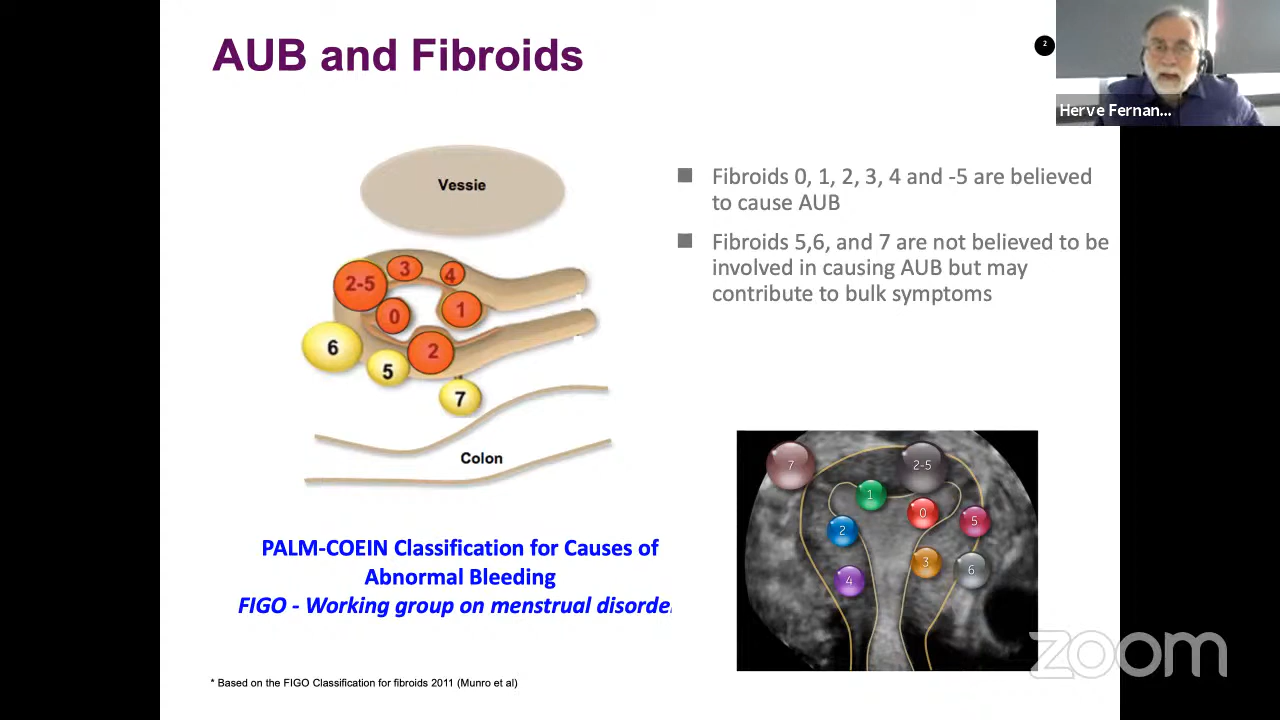 AUB and Fibroids
2
Herve Fernan...
Vessie
Fibroids 0, 1, 2, 3, 4 and -5 are believed
to cause AUB
Fibroids 5,6, and 7 are not believed to be
involved in causing AUB but may
contribute to bulk symptoms
3
4
2-5
0
1
6
5
2
7
Colon
7
2-5
1
0
2
5
3
6
4
PALM-COEIN Classification for Causes of
Abnormal Bleeding
FIGO - Working group on menstrual disorde
zoom
* Based on the FIGO Classification for fibroids 2011 (Munro et al)